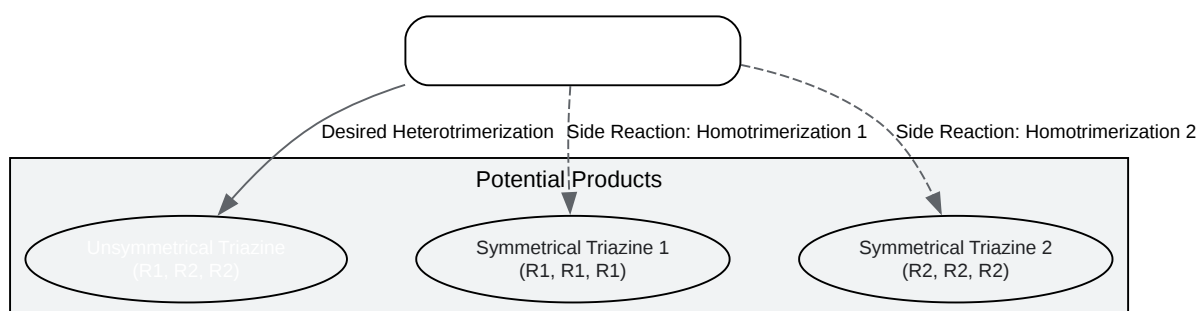 Desired Heterotrimerization
Side Reaction: Homotrimerization 1
Side Reaction: Homotrimerization 2
Potential Products
Unsymmetrical Triazine
(R1, R2, R2)
Symmetrical Triazine 1
(R1, R1, R1)
Symmetrical Triazine 2
(R2, R2, R2)